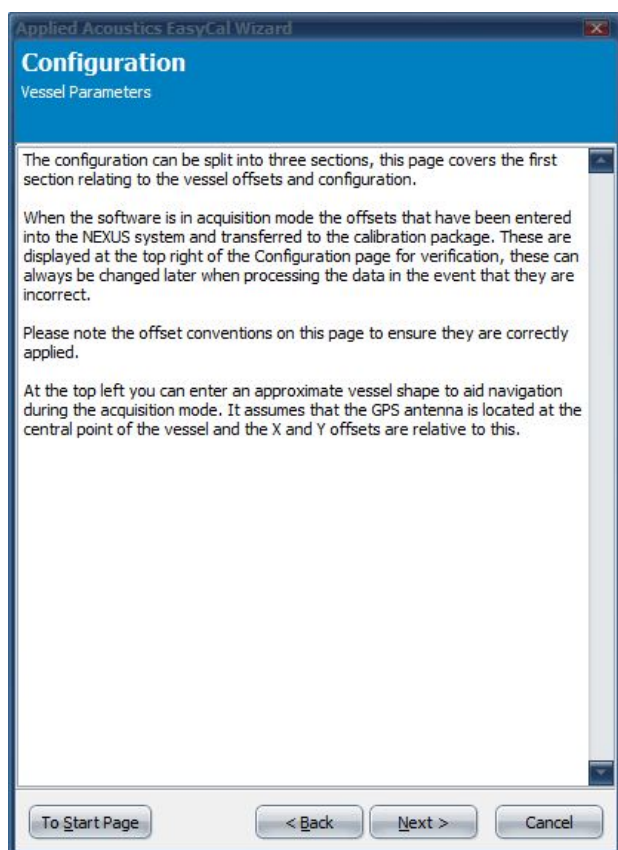 Applied Acoustics EasyCal Wizard
Configuration
Vessel Parameters
The configuration can be split into three sections, this page covers the first
section relating to the vessel offsets and configuration.
When the software is in acquisition mode the offsets that have been entered
into the NEXUS system and transferred to the calibration package. These are
displayed at the top right of the Configuration page for verification, these can
always be changed later when processing the data in the event that they are
incorrect.
Please note the offset conventions on this page to ensure they are correctly
applied.
At the top left you can enter an approximate vessel shape to aid navigation
during the acquisition mode. It assumes that the GPS antenna is located at the
central point of the vessel and the X and Y offsets are relative to this.
To Start Page
< Back
Next >
Cancel